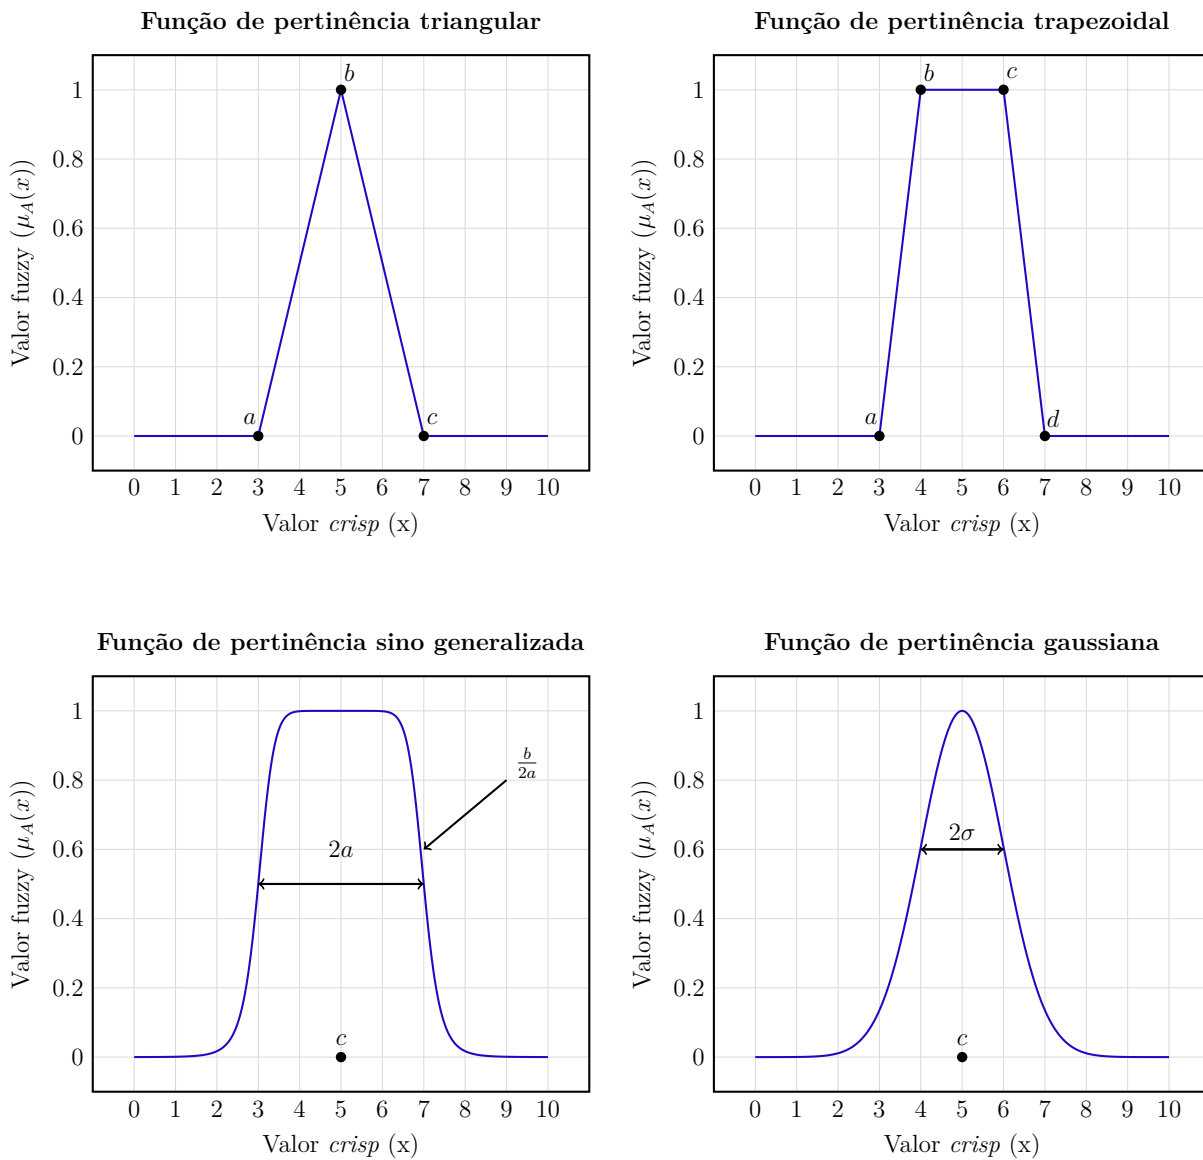 Função de pertinência triangular
b
1
0.8
0.6
0.4
0.2
0
a
c
0 1 2 3 4 5 6 7 8 9 10
Valor fuzzy (μ_A(x))
Valor crisp (x)
Função de pertinência trapezoidal
b
c
1
0.8
0.6
0.4
0.2
0
a
d
0 1 2 3 4 5 6 7 8 9 10
Valor fuzzy (μ_A(x))
Valor crisp (x)
Função de pertinência sino generalizada
1
0.8
0.6
0.4
0.2
0
b/2a
2a
c
0 1 2 3 4 5 6 7 8 9 10
Valor fuzzy (μ_A(x))
Valor crisp (x)
Função de pertinência gaussiana
1
0.8
0.6
0.4
0.2
0
2σ
c
0 1 2 3 4 5 6 7 8 9 10
Valor fuzzy (μ_A(x))
Valor crisp (x)